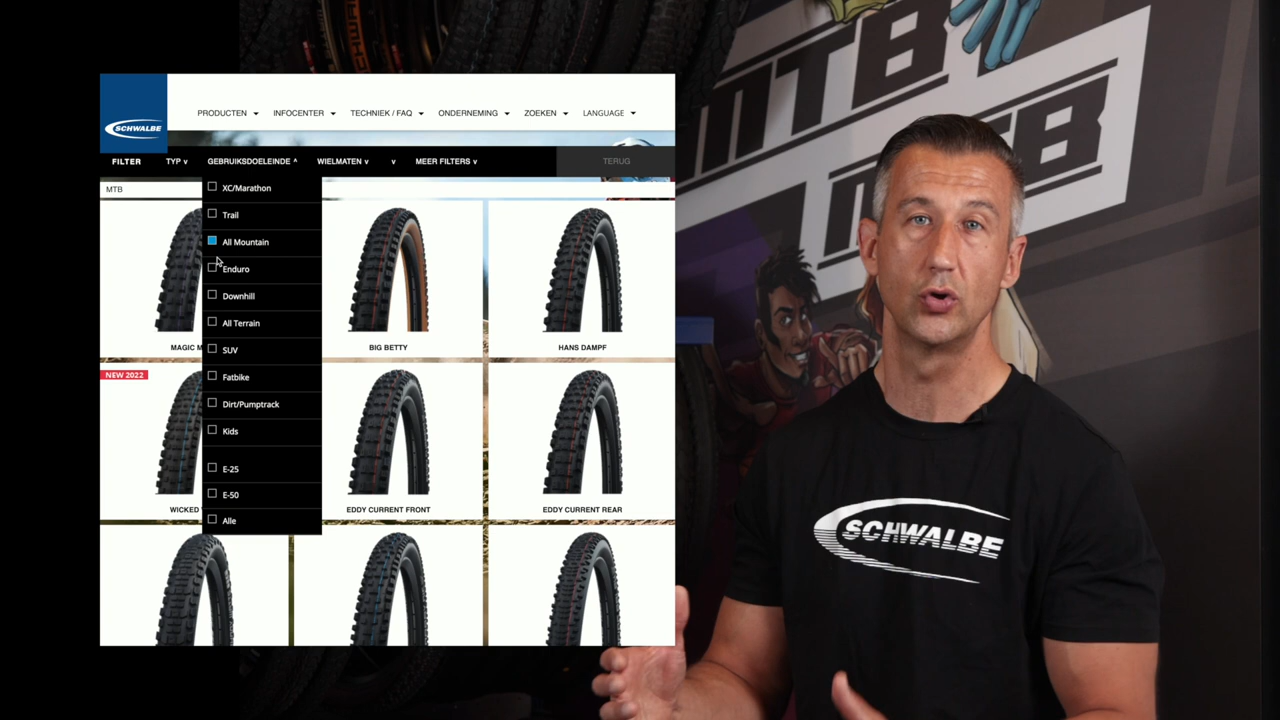 MTB
MTB
SCHWALBE
PRODUCTEN
INFOCENTER
TECHNIEK / FAQ
ONDERNEMING
ZOEKEN
LANGUAGE
FILTER
TYP v
GEBRUIKSDOELEINDE ^
WIELMATEN v
v
MEER FILTERS v
TERUG
MTB
XC/Marathon
Trail
All Mountain
Enduro
Downhill
All Terrain
SUV
Fatbike
Dirt/Pumptrack
Kids
E-25
E-50
Alle
MAGIC M
BIG BETTY
HANS DAMPF
NEW 2022
WICKED
EDDY CURRENT FRONT
EDDY CURRENT REAR
SCHWALBE